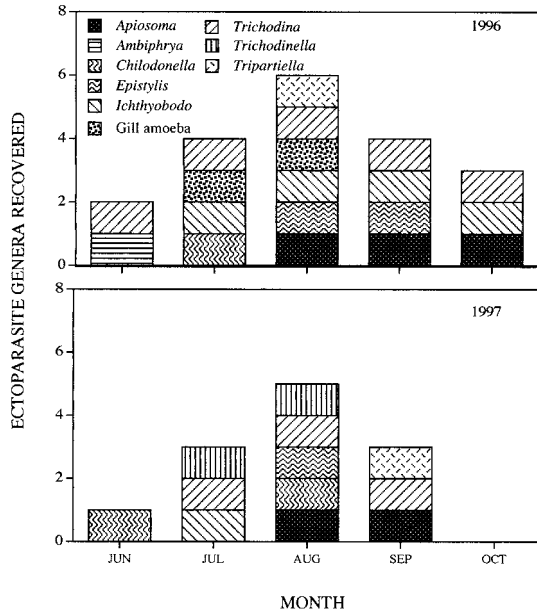 ECTOPARASITE GENERA RECOVERED
8
6
4
2
0
1996
Apiosoma
Ambiphrya
Chilodonella
Epistylis
Ichthyobodo
Gill amoeba
Trichodina
Trichodinella
Tripartiella
8
6
4
2
0
1997
JUN JUL AUG SEP OCT
MONTH